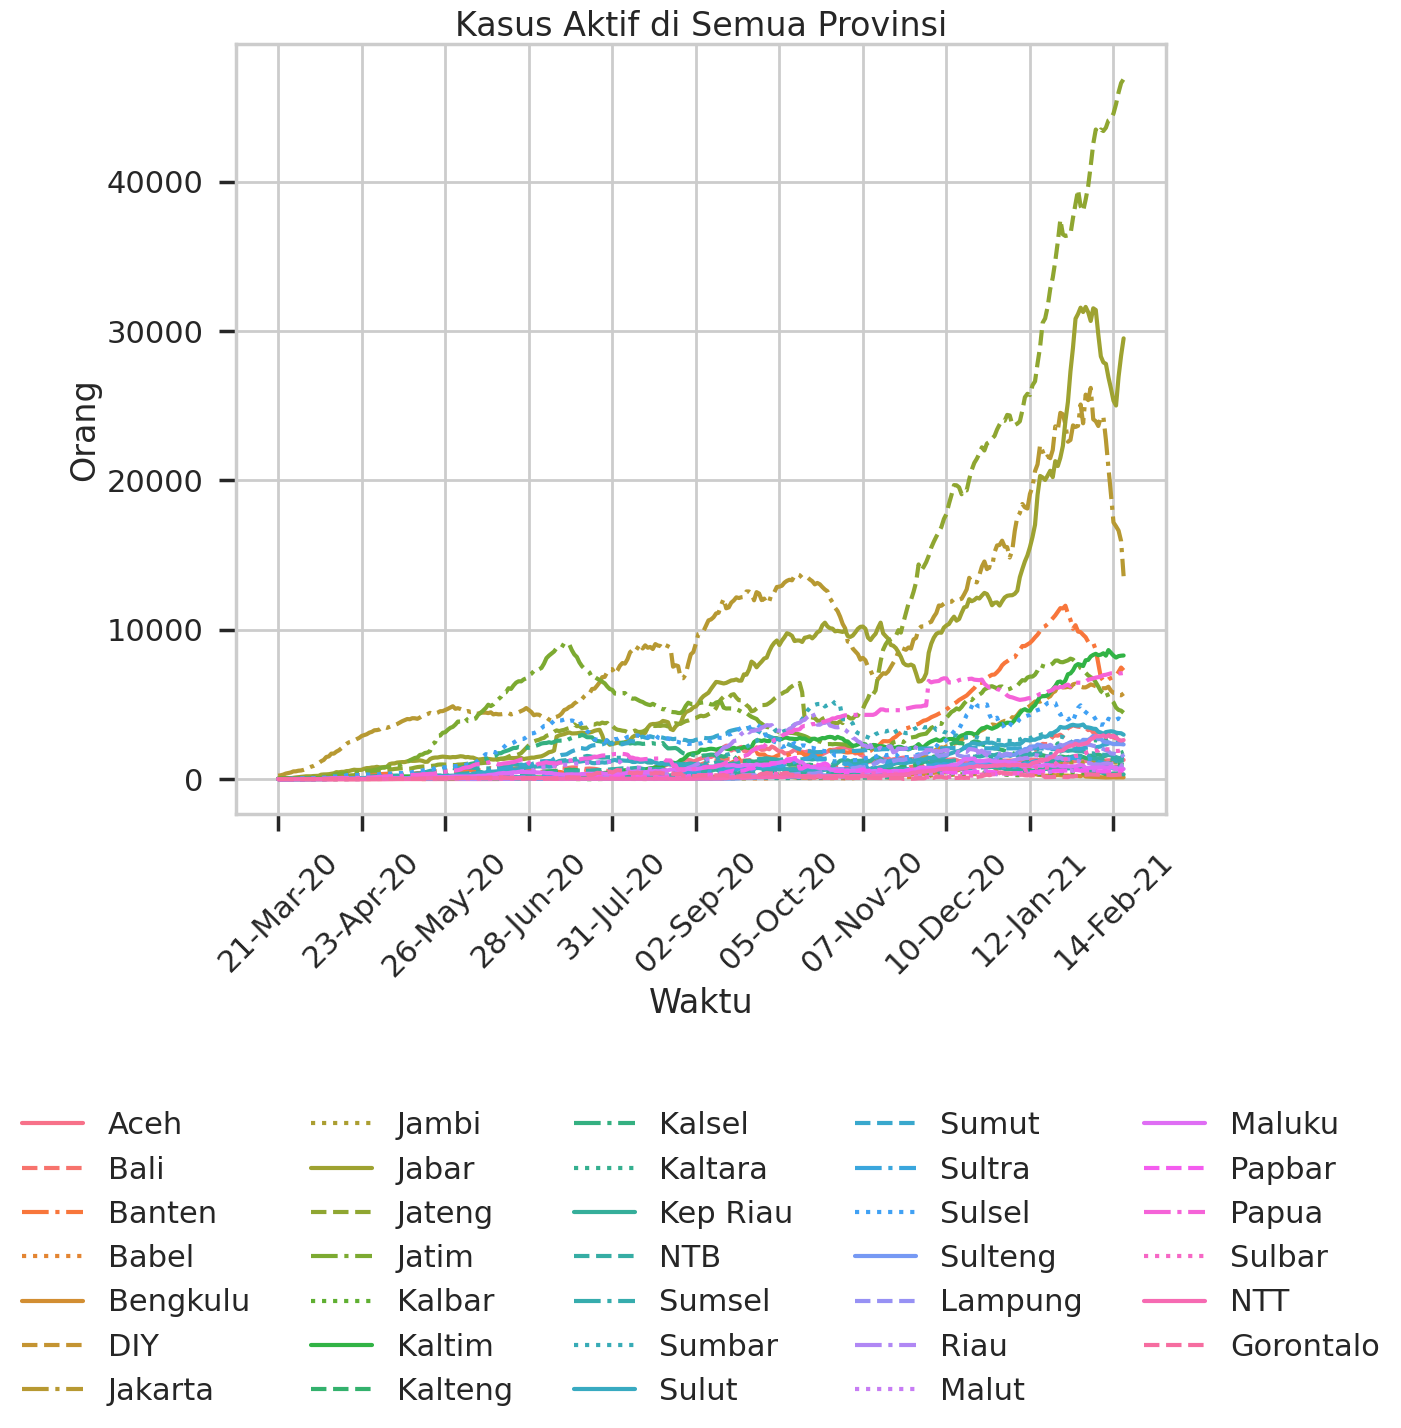 Kasus Aktif di Semua Provinsi
40000
30000
20000
10000
0
Orang
21-Mar-20
23-Apr-20
26-May-20
28-Jun-20
31-Jul-20
02-Sep-20
05-Oct-20
07-Nov-20
10-Dec-20
12-Jan-21
14-Feb-21
Waktu
Aceh
Bali
Banten
Babel
Bengkulu
DIY
Jakarta
Jambi
Jabar
Jateng
Jatim
Kalbar
Kaltim
Kalteng
Kalsel
Kaltara
Kep Riau
NTB
Sumsel
Sumbar
Sulut
Sumut
Sultra
Sulsel
Sulteng
Lampung
Riau
Malut
Maluku
Papbar
Papua
Sulbar
NTT
Gorontalo